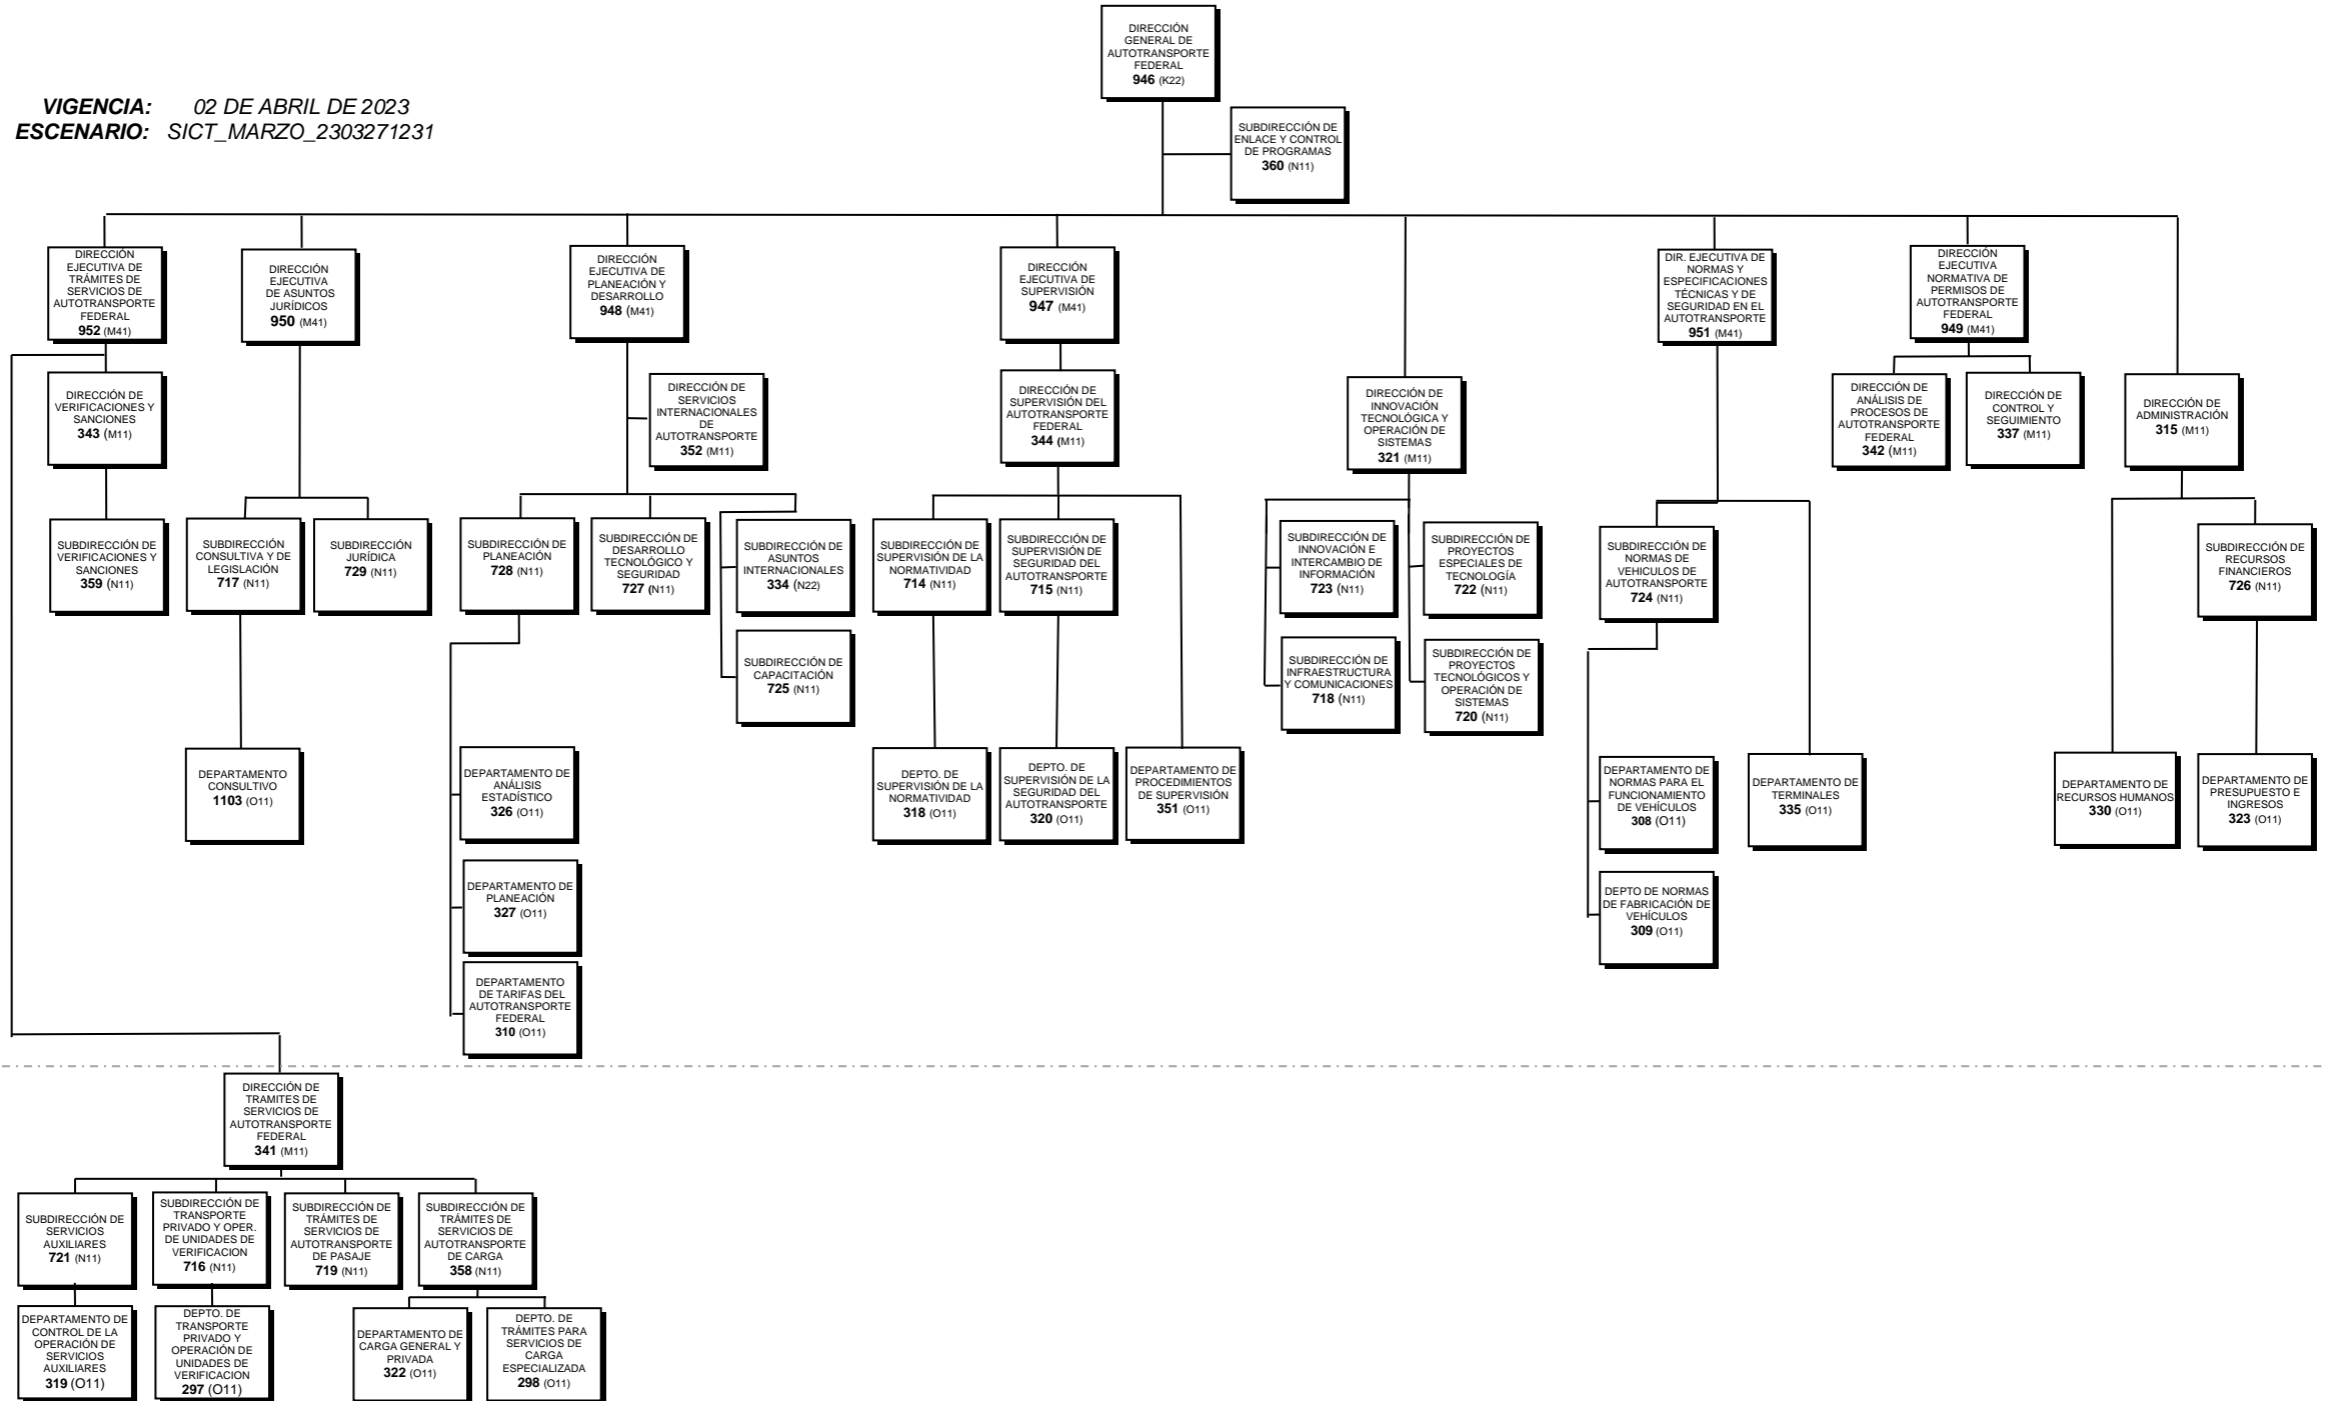 DIRECCIÓN
GENERAL DE
AUTOTRANSPORTE
FEDERAL
946 (K22)
VIGENCIA: 02 DE ABRIL DE 2023
ESCENARIO: SICT_MARZO_2303271231
SUBDIRECCIÓN DE
ENLACE Y CONTROL
DE PROGRAMAS
360 (N11)
DIRECCIÓN
EJECUTIVA DE
TRÁMITES DE
SERVICIOS DE
AUTOTRANSPORTE
FEDERAL
952 (M41)
DIRECCIÓN
EJECUTIVA
DE ASUNTOS
JURÍDICOS
950 (M41)
DIRECCIÓN
EJECUTIVA DE
PLANEACIÓN Y
DESARROLLO
948 (M41)
DIRECCIÓN
EJECUTIVA DE
SUPERVISIÓN
947 (M41)
DIR. EJECUTIVA DE
NORMAS Y
ESPECIFICACIONES
TÉCNICAS Y DE
SEGURIDAD EN EL
AUTOTRANSPORTE
951 (M41)
DIRECCIÓN
EJECUTIVA
NORMATIVA DE
PERMISOS DE
AUTOTRANSPORTE
FEDERAL
949 (M41)
DIRECCIÓN DE
VERIFICACIONES Y
SANCIONES
343 (M11)
DIRECCIÓN DE
SERVICIOS
INTERNACIONALES
DE
AUTOTRANSPORTE
352 (M11)
DIRECCIÓN DE
SUPERVISIÓN DEL
AUTOTRANSPORTE
FEDERAL
344 (M11)
DIRECCIÓN DE
INNOVACIÓN
TECNOLÓGICA Y
OPERACIÓN DE
SISTEMAS
321 (M11)
DIRECCIÓN DE
ANÁLISIS DE
PROCESOS DE
AUTOTRANSPORTE
FEDERAL
342 (M11)
DIRECCIÓN DE
CONTROL Y
SEGUIMIENTO
337 (M11)
DIRECCIÓN DE
ADMINISTRACIÓN
315 (M11)
SUBDIRECCIÓN DE
VERIFICACIONES Y
SANCIONES
359 (N11)
SUBDIRECCIÓN
CONSULTIVA Y DE
LEGISLACIÓN
717 (N11)
SUBDIRECCIÓN
JURÍDICA
729 (N11)
SUBDIRECCIÓN DE
PLANEACIÓN
728 (N11)
SUBDIRECCIÓN DE
DESARROLLO
TECNOLÓGICO Y
SEGURIDAD
727 (N11)
SUBDIRECCIÓN DE
ASUNTOS
INTERNACIONALES
334 (N22)
SUBDIRECCIÓN DE
SUPERVISIÓN DE LA
NORMATIVIDAD
714 (N11)
SUBDIRECCIÓN DE
SUPERVISIÓN DE
SEGURIDAD DEL
AUTOTRANSPORTE
715 (N11)
SUBDIRECCIÓN DE
INNOVACIÓN E
INTERCAMBIO DE
INFORMACIÓN
723 (N11)
SUBDIRECCIÓN DE
PROYECTOS
ESPECIALES DE
TECNOLOGÍA
722 (N11)
SUBDIRECCIÓN DE
NORMAS DE
VEHICULOS DE
AUTOTRANSPORTE
724 (N11)
SUBDIRECCIÓN DE
RECURSOS
FINANCIEROS
726 (N11)
SUBDIRECCIÓN DE
CAPACITACIÓN
725 (N11)
SUBDIRECCIÓN DE
INFRAESTRUCTURA
Y COMUNICACIONES
718 (N11)
SUBDIRECCIÓN DE
PROYECTOS
TECNOLÓGICOS Y
OPERACIÓN DE
SISTEMAS
720 (N11)
DEPARTAMENTO
CONSULTIVO
1103 (O11)
DEPARTAMENTO DE
ANÁLISIS
ESTADÍSTICO
326 (O11)
DEPTO. DE
SUPERVISIÓN DE LA
NORMATIVIDAD
318 (O11)
DEPTO. DE
SUPERVISIÓN DE LA
SEGURIDAD DEL
AUTOTRANSPORTE
320 (O11)
DEPARTAMENTO DE
PROCEDIMIENTOS
DE SUPERVISIÓN
351 (O11)
DEPARTAMENTO DE
NORMAS PARA EL
FUNCIONAMIENTO
DE VEHÍCULOS
308 (O11)
DEPARTAMENTO DE
TERMINALES
335 (O11)
DEPARTAMENTO DE
RECURSOS HUMANOS
330 (O11)
DEPARTAMENTO DE
PRESUPUESTO E
INGRESOS
323 (O11)
DEPARTAMENTO DE
PLANEACIÓN
327 (O11)
DEPTO DE NORMAS
DE FABRICACIÓN DE
VEHÍCULOS
309 (O11)
DEPARTAMENTO
DE TARIFAS DEL
AUTOTRANSPORTE
FEDERAL
310 (O11)
DIRECCIÓN DE
TRAMITES DE
SERVICIOS DE
AUTOTRANSPORTE
FEDERAL
341 (M11)
SUBDIRECCIÓN DE
SERVICIOS
AUXILIARES
721 (N11)
SUBDIRECCIÓN DE
TRANSPORTE
PRIVADO Y OPER.
DE UNIDADES DE
VERIFICACION
716 (N11)
SUBDIRECCIÓN DE
TRÁMITES DE
SERVICIOS DE
AUTOTRANSPORTE
DE PASAJE
719 (N11)
SUBDIRECCIÓN DE
TRÁMITES DE
SERVICIOS DE
AUTOTRANSPORTE
DE CARGA
358 (N11)
DEPARTAMENTO DE
CONTROL DE LA
OPERACIÓN DE
SERVICIOS
AUXILIARES
319 (O11)
DEPTO. DE
TRANSPORTE
PRIVADO Y
OPERACIÓN DE
UNIDADES DE
VERIFICACION
297 (O11)
DEPARTAMENTO DE
CARGA GENERAL Y
PRIVADA
322 (O11)
DEPTO. DE
TRÁMITES PARA
SERVICIOS DE
CARGA
ESPECIALIZADA
298 (O11)